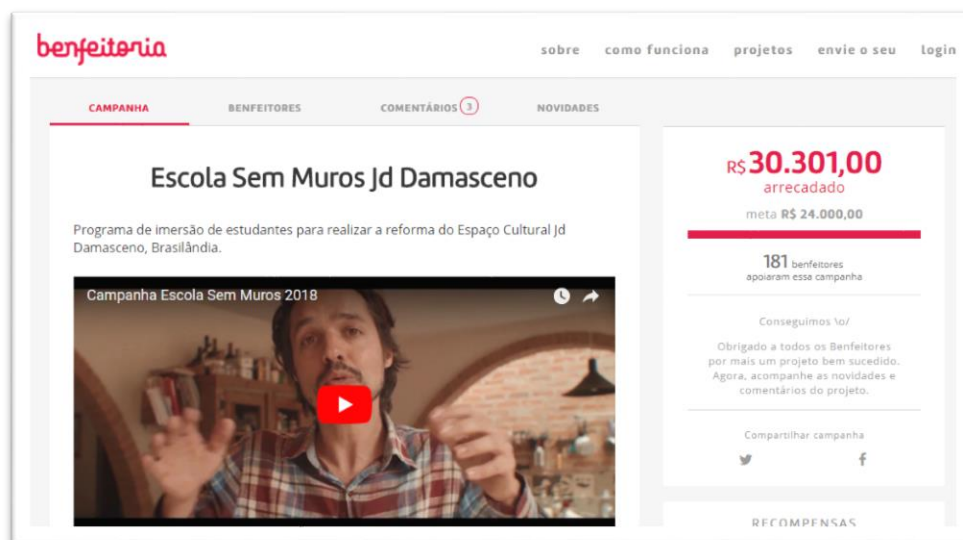 benfeitoria
sobre como funciona projetos envie o seu login
CAMPANHA BENFEITORES COMENTÁRIOS 3 NOVIDADES
Escola Sem Muros Jd Damasceno
Programa de imersão de estudantes para realizar a reforma do Espaço Cultural Jd
Damasceno, Brasilândia.
Campanha Escola Sem Muros 2018
R$ 30.301,00
arrecadado
meta R$ 24.000,00
181 benfeitores
apoiaram essa campanha
Conseguimos \o/
Obrigado a todos os Benfeitores
por mais um projeto bem sucedido.
Agora, acompanhe as novidades e
comentários do projeto.
Compartilhar campanha
RECOMPENSAS